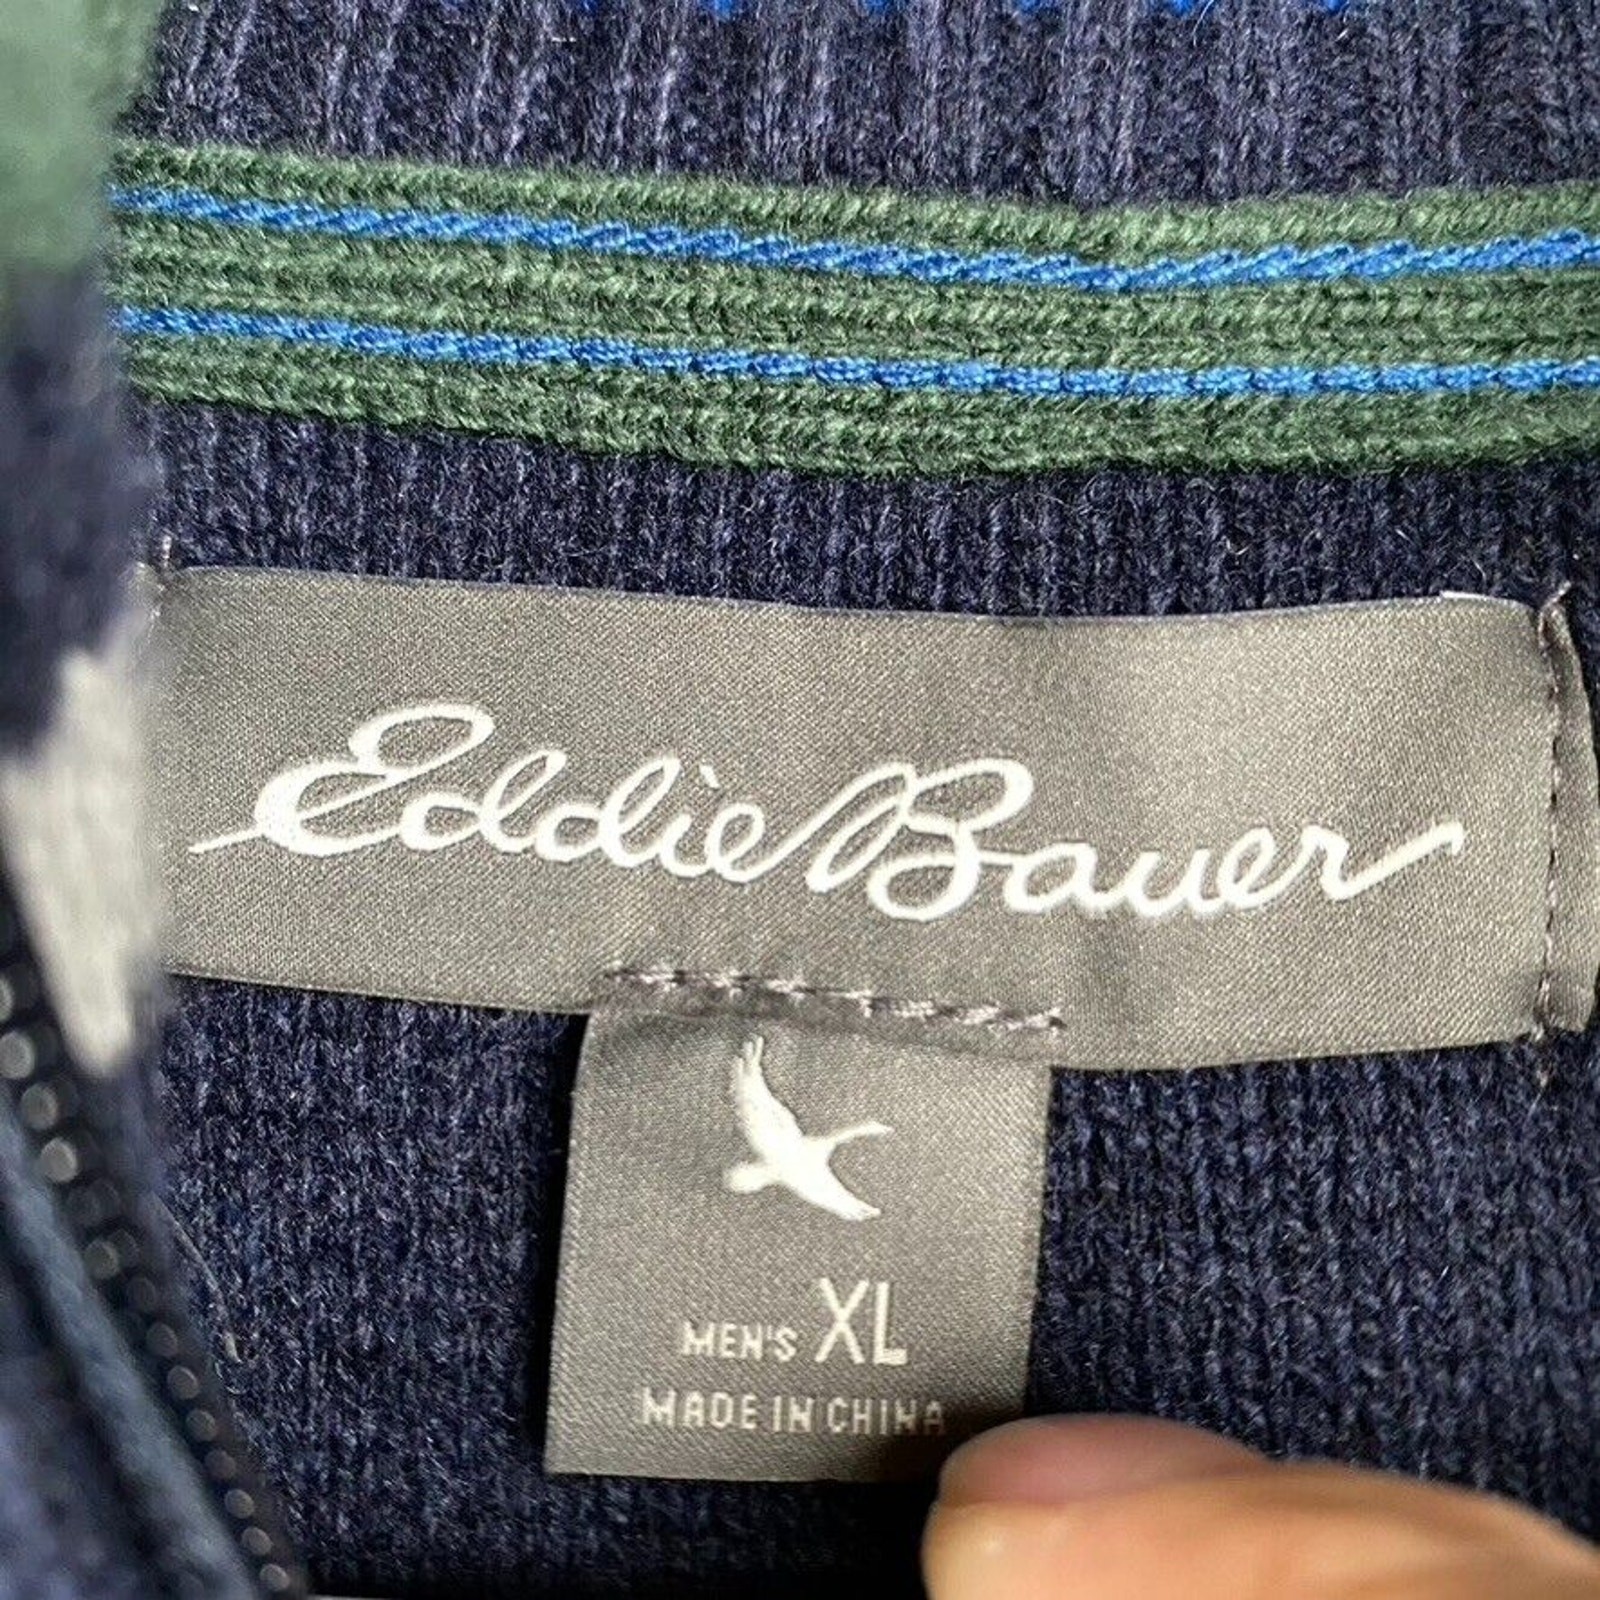 Eddie Bauer
MEN'S XL
MADE IN CHINA